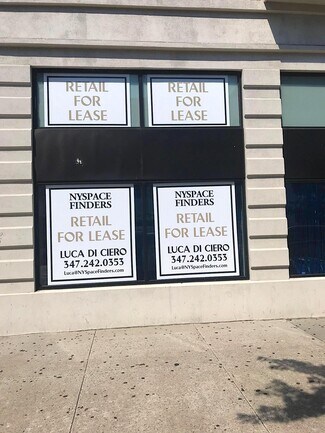 RETAIL
FOR
LEASE
RETAIL
FOR
LEASE
NYSPACE
FINDERS
RETAIL
FOR LEASE
LUCA DI CIERO
347.242.0353
Luca@NYSpaceFinders.com
NYSPACE
FINDERS
RETAIL
FOR LEASE
LUCA DI CIERO
347.242.0353
Luca@NYSpaceFinders.com